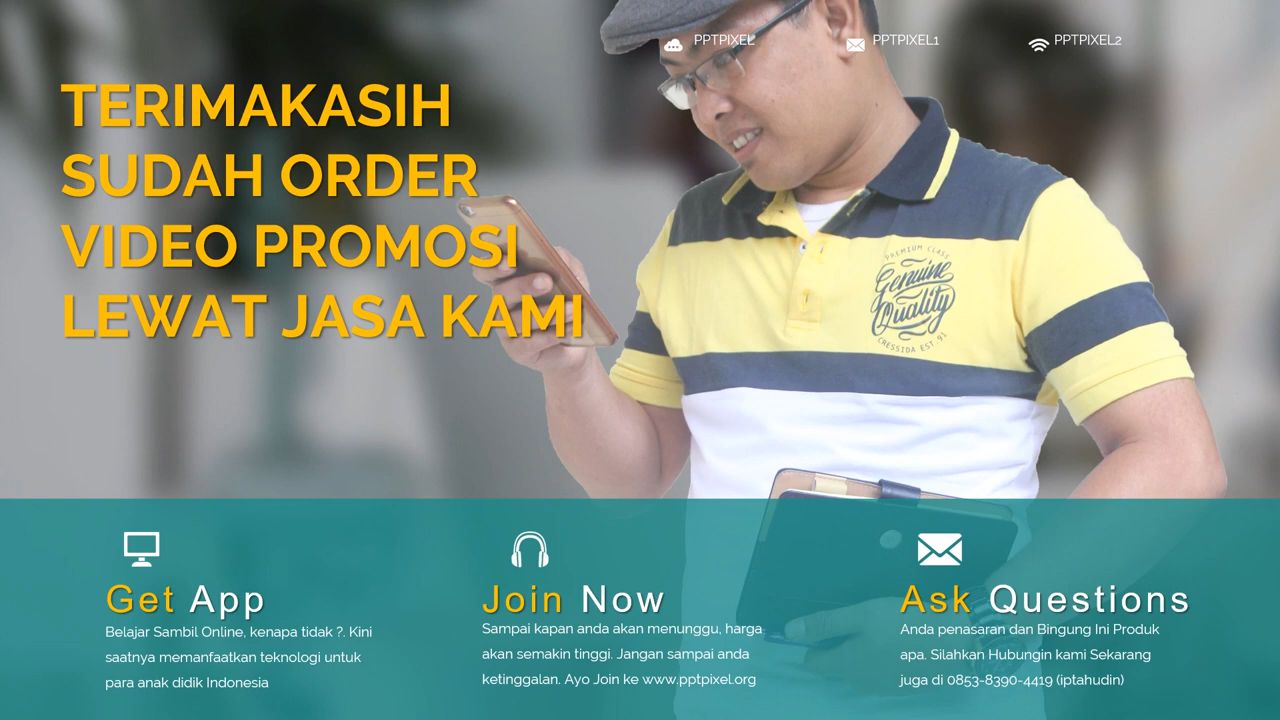 PPTPIXEL
PPTPIXEL1
PPTPIXEL2
TERIMAKASIH
SUDAH ORDER
VIDEO PROMOSI
LEWAT JASA KAMI
PREMIUM CLASS
Genuine
Quality
CRESSIDA EST 91
Get App
Belajar Sambil Online, kenapa tidak ?. Kini
saatnya memanfaatkan teknologi untuk
para anak didik Indonesia
Join Now
Sampai kapan anda akan menunggu, harga
akan semakin tinggi. Jangan sampai anda
ketinggalan. Ayo Join ke www.pptpixel.org
Ask Questions
Anda penasaran dan Bingung Ini Produk
apa. Silahkan Hubungin kami Sekarang
juga di 0853-8390-4419 (iptahudin)